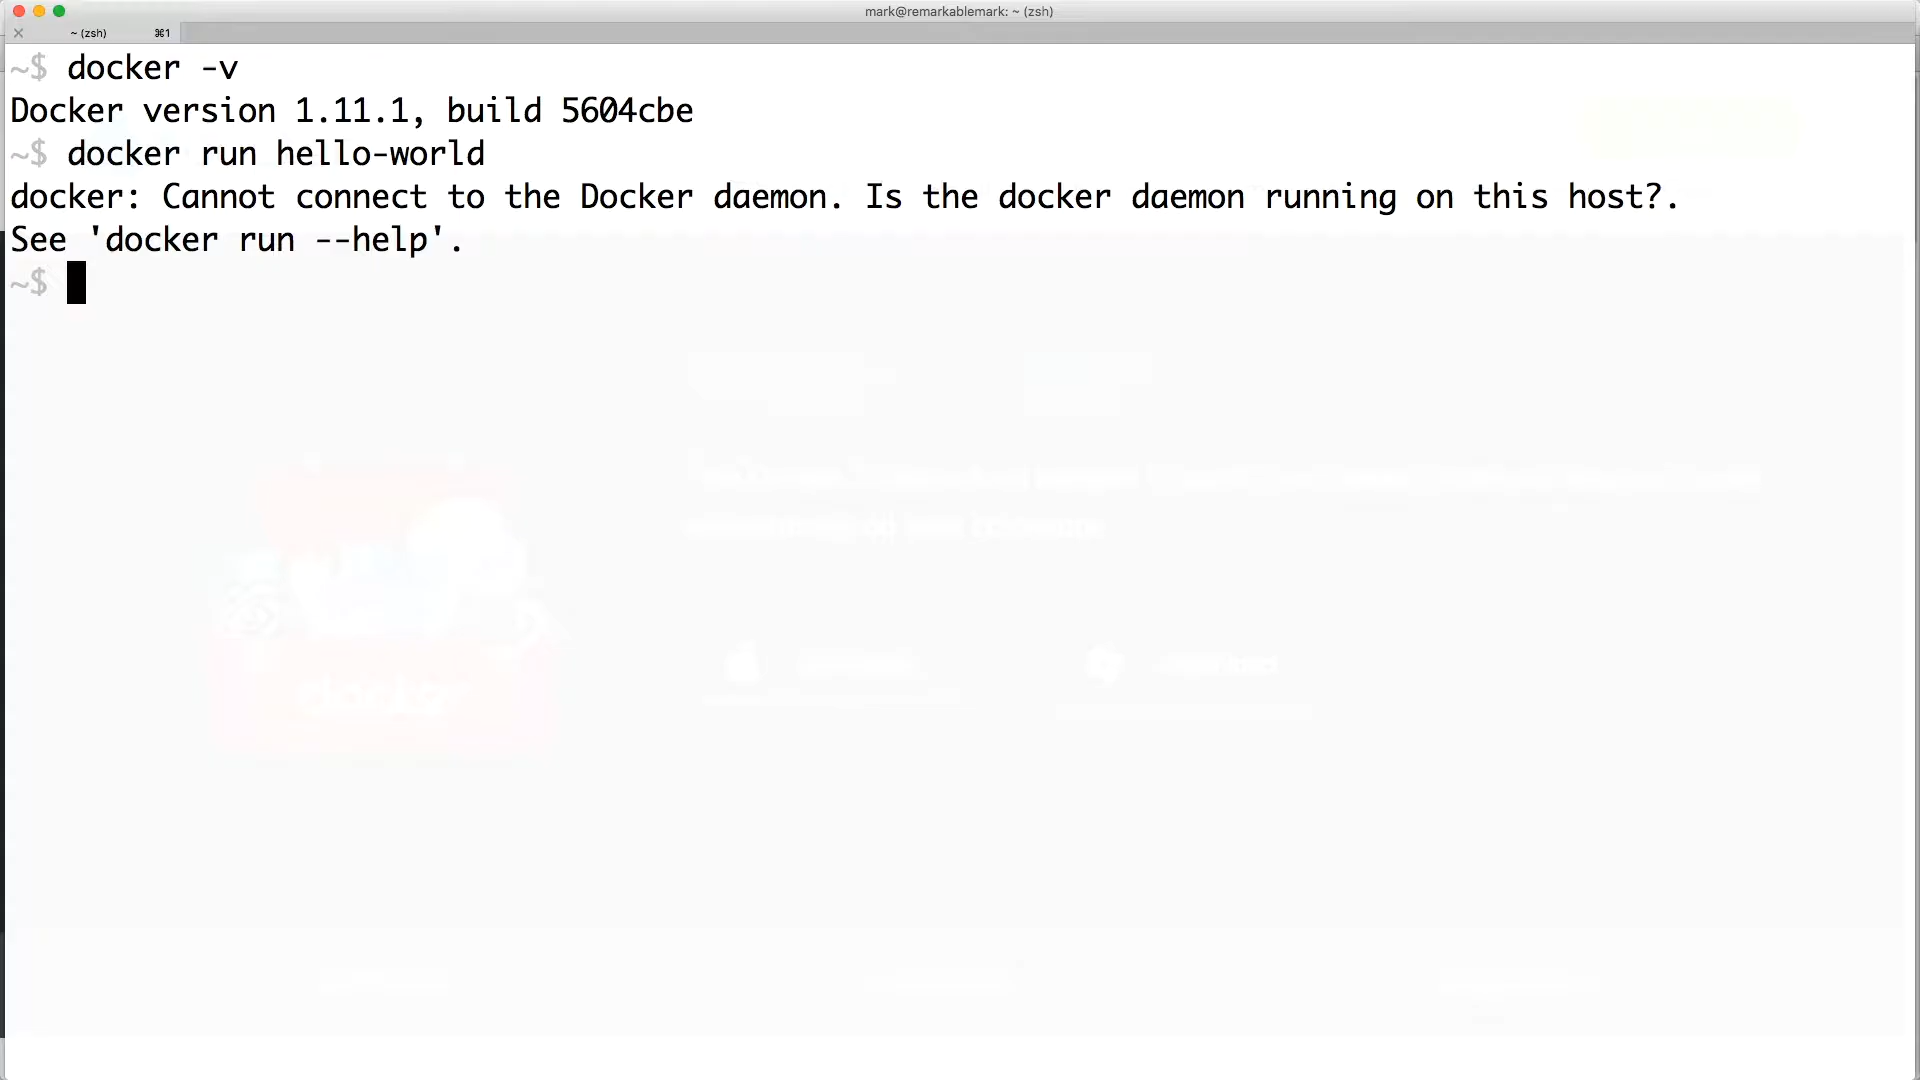 mark@remarkablemark: ~ (zsh)
~ (zsh) ⌘1
~$ docker -v
Docker version 1.11.1, build 5604cbe
~$ docker run hello-world
docker: Cannot connect to the Docker daemon. Is the docker daemon running on this host?.
See 'docker run --help'.
~$
docker